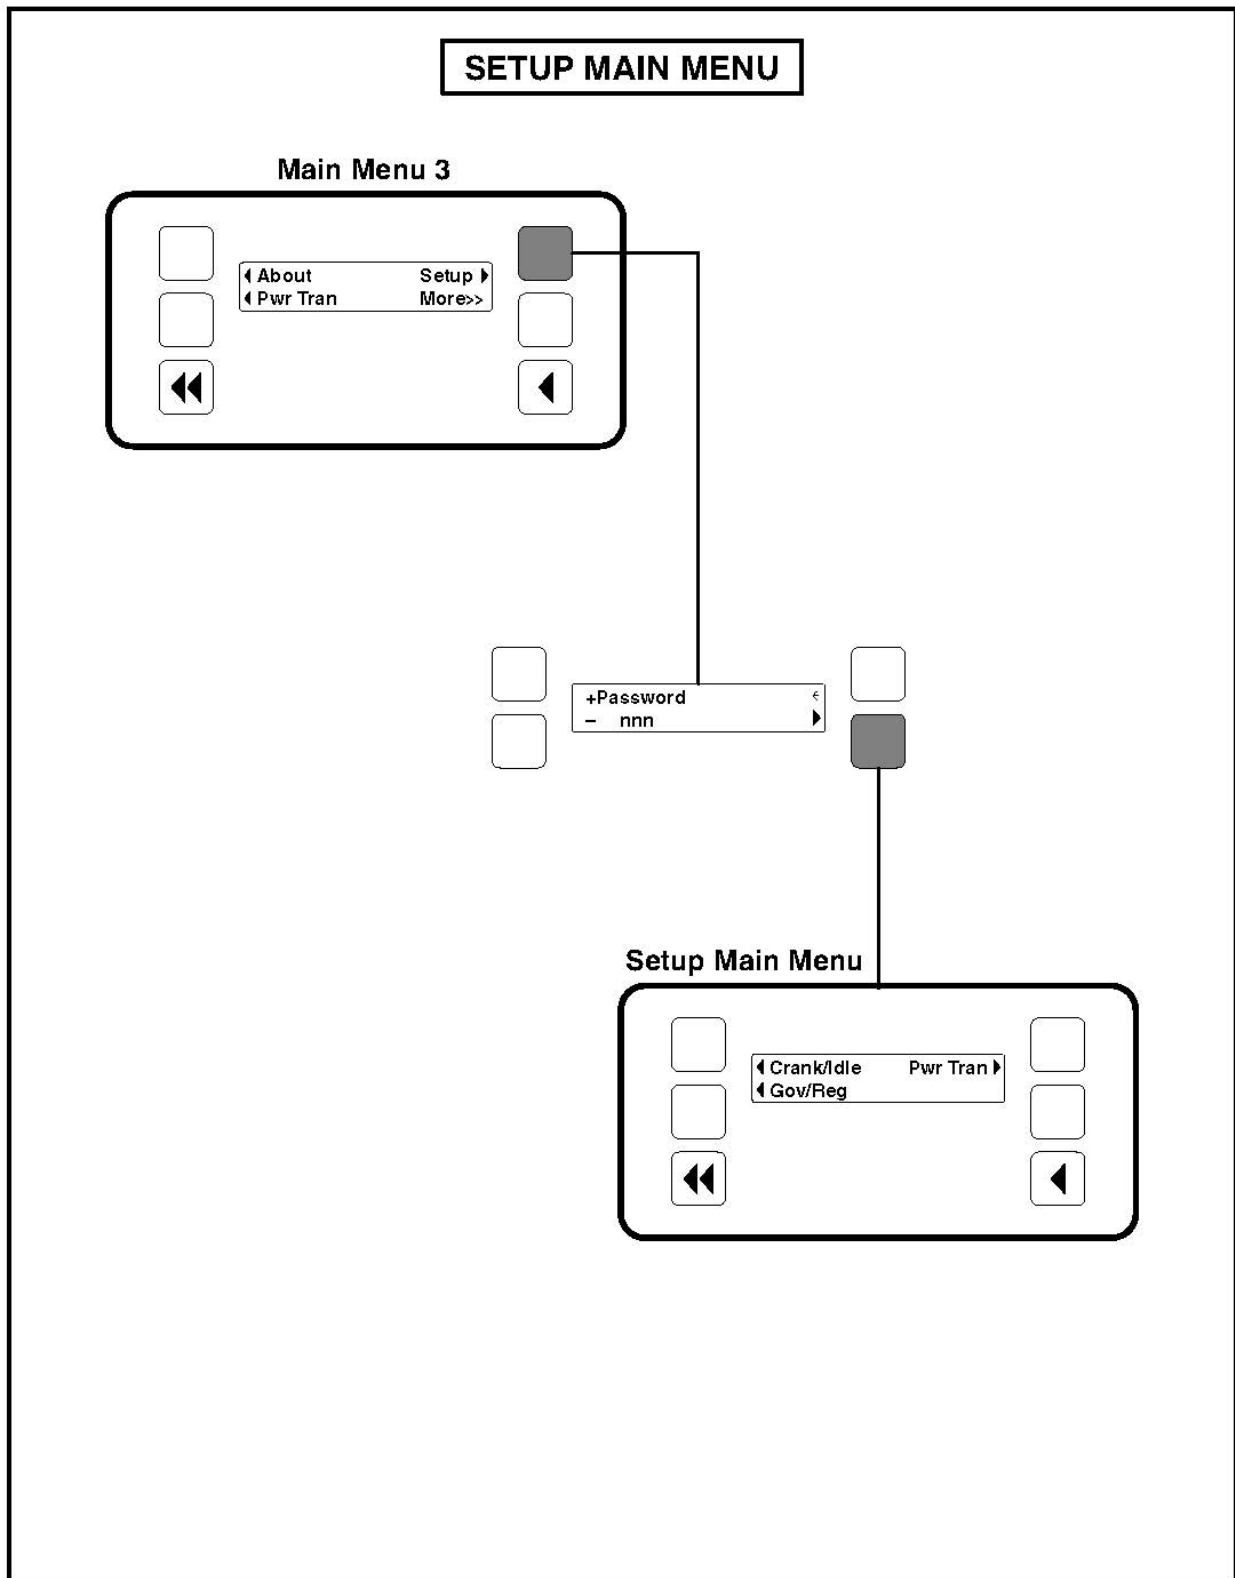 SETUP MAIN MENU
Main Menu 3
About Setup
Pwr Tran More>>
+Password
– nnn
Setup Main Menu
Crank/Idle Pwr Tran
Gov/Reg